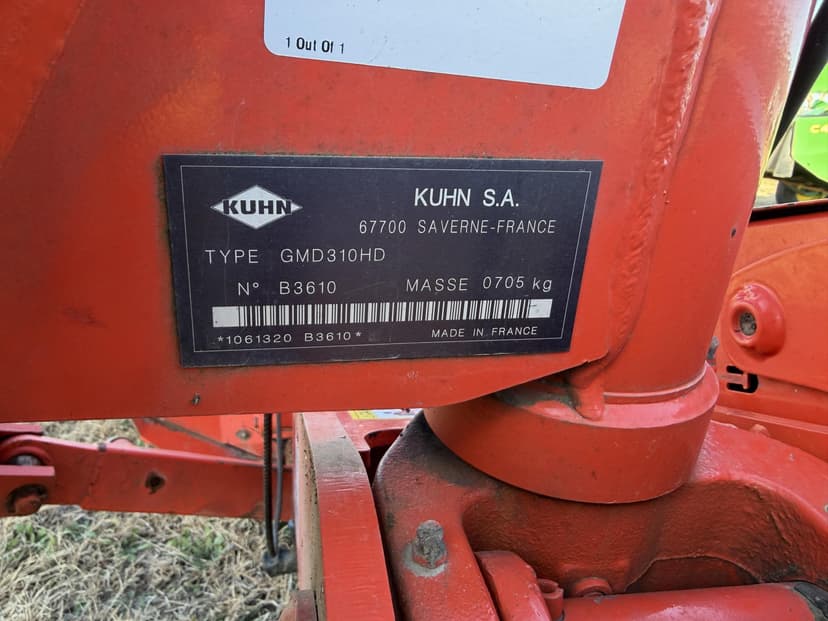 1 Out Of 1
KUHN
KUHN S.A.
67700 SAVERNE-FRANCE
TYPE GMD310HD
N° B3610 MASSE 0705 kg
*1061320 B3610*
MADE IN FRANCE